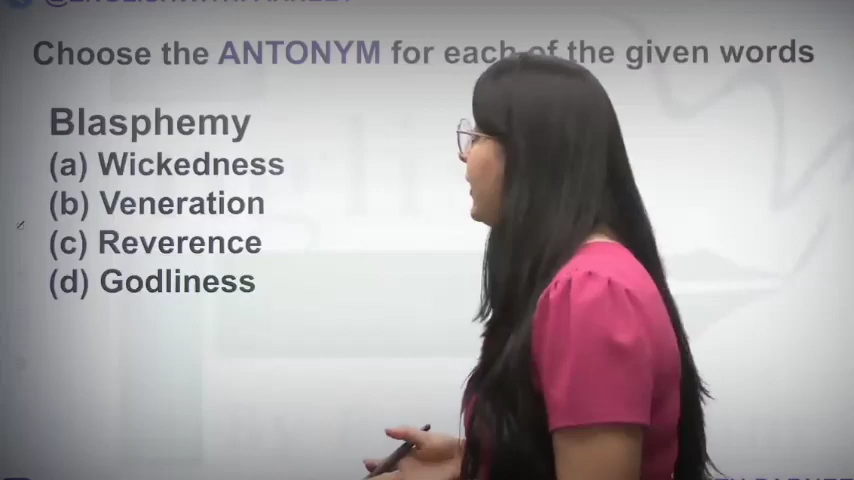 Choose the ANTONYM for each of the given words
Blasphemy
(a) Wickedness
(b) Veneration
(c) Reverence
(d) Godliness